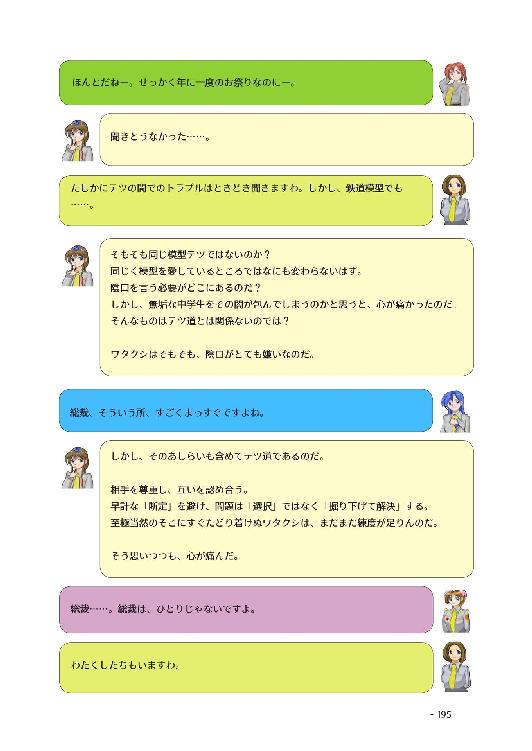 ほんとだねー。せっかく年に一度のお祭りなのにー。
聞きとうなかった……。
たしかにテツの間でのトラブルはときどき聞きますわ。しかし、鉄道模型でも
……。
そもそも同じ模型テツではないのか？
同じく模型を愛しているところではなにも変わらないはず。
陰口を言う必要がどこにあるのだ？
しかし、無垢な中学生をその闇が包んでしまうのかと思うと、心が痛かったのだ。
そんなものはテツ道とは関係ないのでは？
ワタクシはそもそも、陰口がとても嫌いなのだ。
総裁、そういう所、すごくまっすぐですよね。
しかし、そのあしらいも含めてテツ道であるのだ。
相手を尊重し、互いを認め合う。
早計な「断定」を避け、問題は「選択」ではなく「掘り下げて解決」する。
至極当然のそこにすぐたどり着けぬワタクシは、まだまだ練度が足りんのだ。
そう思いつつも、心が痛んだ。
総裁……。総裁は、ひとりじゃないですよ。
わたくしたちもいますわ。
- 195